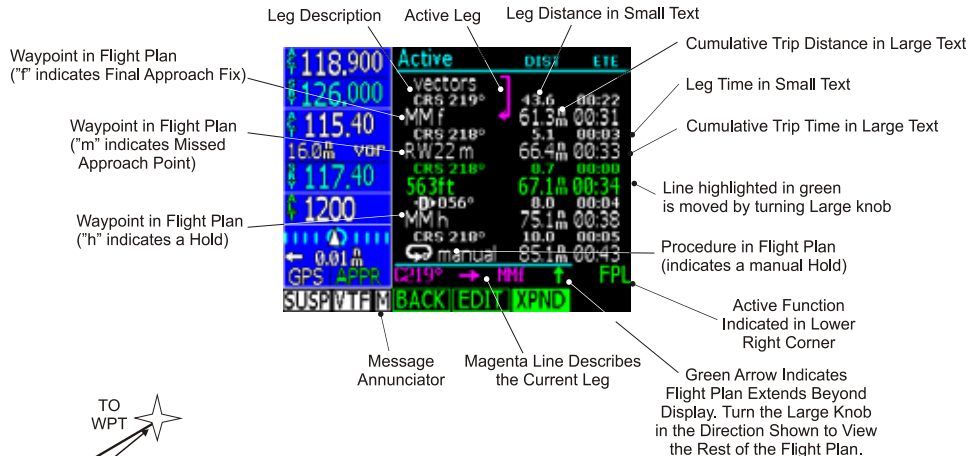 Leg Description
Active Leg
Leg Distance in Small Text
Waypoint in Flight Plan
("f" indicates Final Approach Fix)
Cumulative Trip Distance in Large Text
Leg Time in Small Text
Waypoint in Flight Plan
("m" indicates Missed
Approach Point)
Cumulative Trip Time in Large Text
Line highlighted in green
is moved by turning Large knob
Waypoint in Flight Plan
("h" indicates a Hold)
Procedure in Flight Plan
(indicates a manual Hold)
118.900
126.000
115.40
16.0nm vor
117.40
1200
← 0.01nm
GPS APPR
SUSP VTF M
Active DIST ETE
vectors
CRS 219° 43.6 00:22
MM f 61.3nm 00:31
CRS 218° 5.1 00:03
RW22 m 66.4nm 00:33
CRS 218° 0.7 00:00
563ft 67.1nm 00:34
D 056° 8.0 00:04
MM h 75.1nm 00:38
CRS 218° 10.0 00:05
manual 85.1nm 00:43
C219° → MMf ↑ FPL
BACK EDIT XPND
Active Function
Indicated in Lower
Right Corner
Message
Annunciator
Magenta Line Describes
the Current Leg
Green Arrow Indicates
Flight Plan Extends Beyond
Display. Turn the Large Knob
in the Direction Shown to View
the Rest of the Flight Plan.
TO
WPT